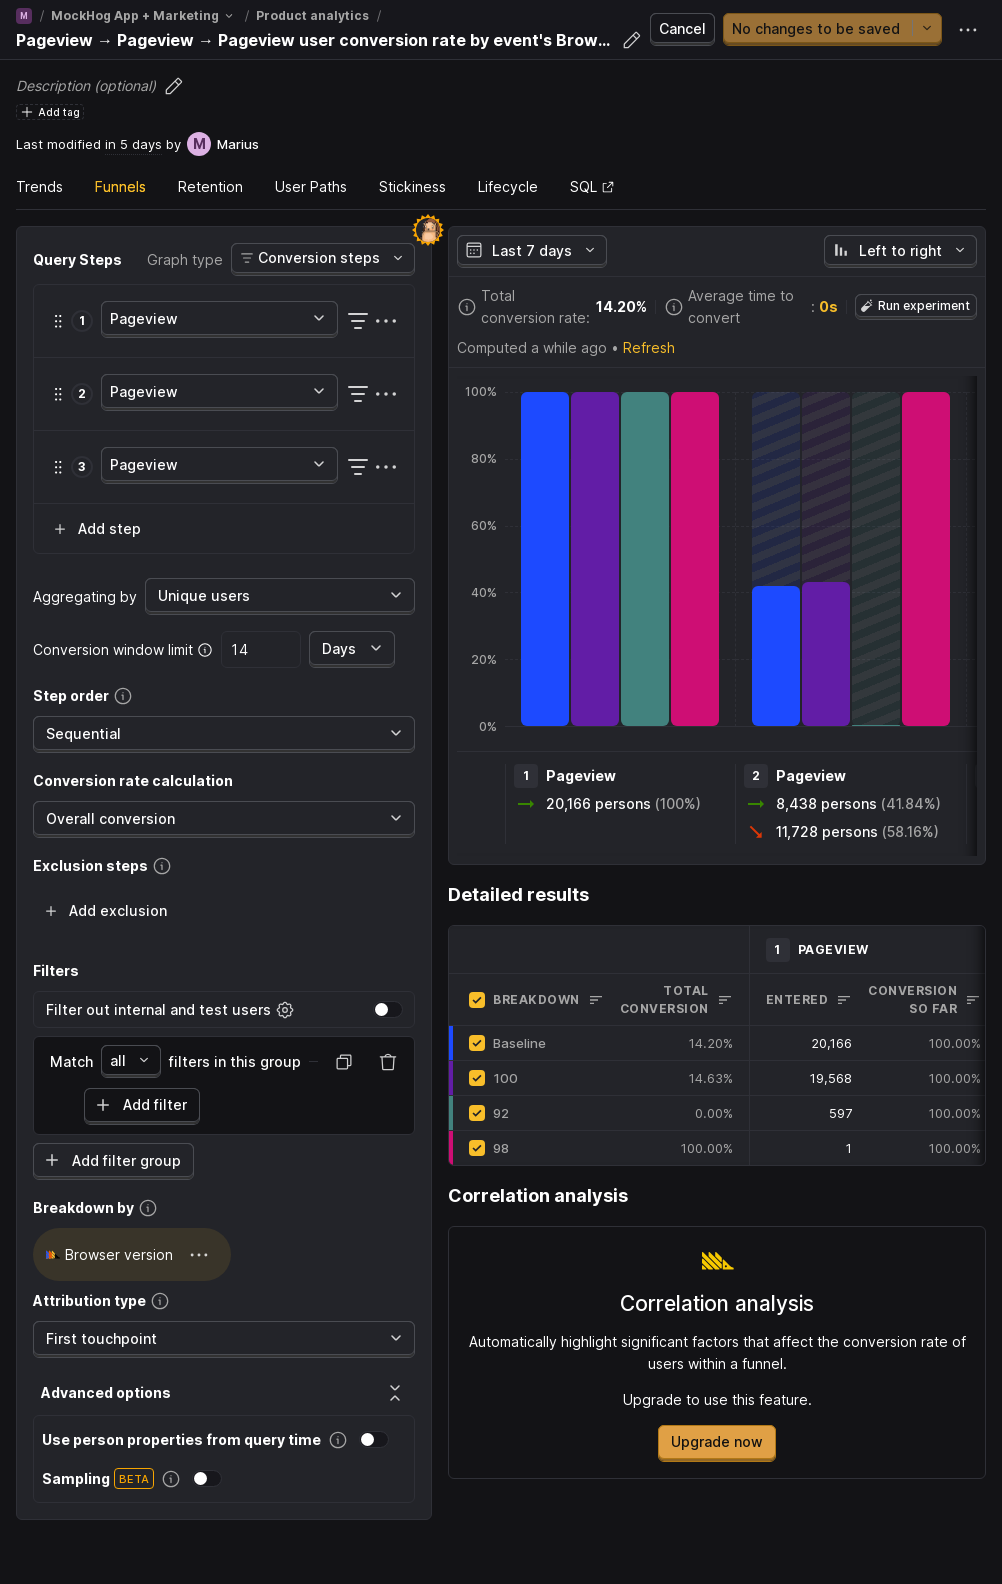 M / MockHog App + Marketing / Product analytics /
Pageview → Pageview → Pageview user conversion rate by event's Brow...
Cancel
No changes to be saved
Description (optional)
Add tag
Last modified in 5 days by M Marius
Trends Funnels Retention User Paths Stickiness Lifecycle SQL
Query Steps Graph type Conversion steps
1 Pageview
2 Pageview
3 Pageview
Add step
Aggregating by Unique users
Conversion window limit 14 Days
Step order
Sequential
Conversion rate calculation
Overall conversion
Exclusion steps
Add exclusion
Filters
Filter out internal and test users
Match all filters in this group
Add filter
Add filter group
Breakdown by
Browser version
Attribution type
First touchpoint
Advanced options
Use person properties from query time
Sampling BETA
Last 7 days Left to right
Total conversion rate: 14.20%
Average time to convert : 0s
Run experiment
Computed a while ago • Refresh
100%
80%
60%
40%
20%
0%
1 Pageview
20,166 persons (100%)
2 Pageview
8,438 persons (41.84%)
11,728 persons (58.16%)
Detailed results
1 PAGEVIEW
BREAKDOWN TOTAL CONVERSION ENTERED CONVERSION SO FAR
Baseline 14.20% 20,166 100.00%
100 14.63% 19,568 100.00%
92 0.00% 597 100.00%
98 100.00% 1 100.00%
Correlation analysis
Correlation analysis
Automatically highlight significant factors that affect the conversion rate of
users within a funnel.
Upgrade to use this feature.
Upgrade now